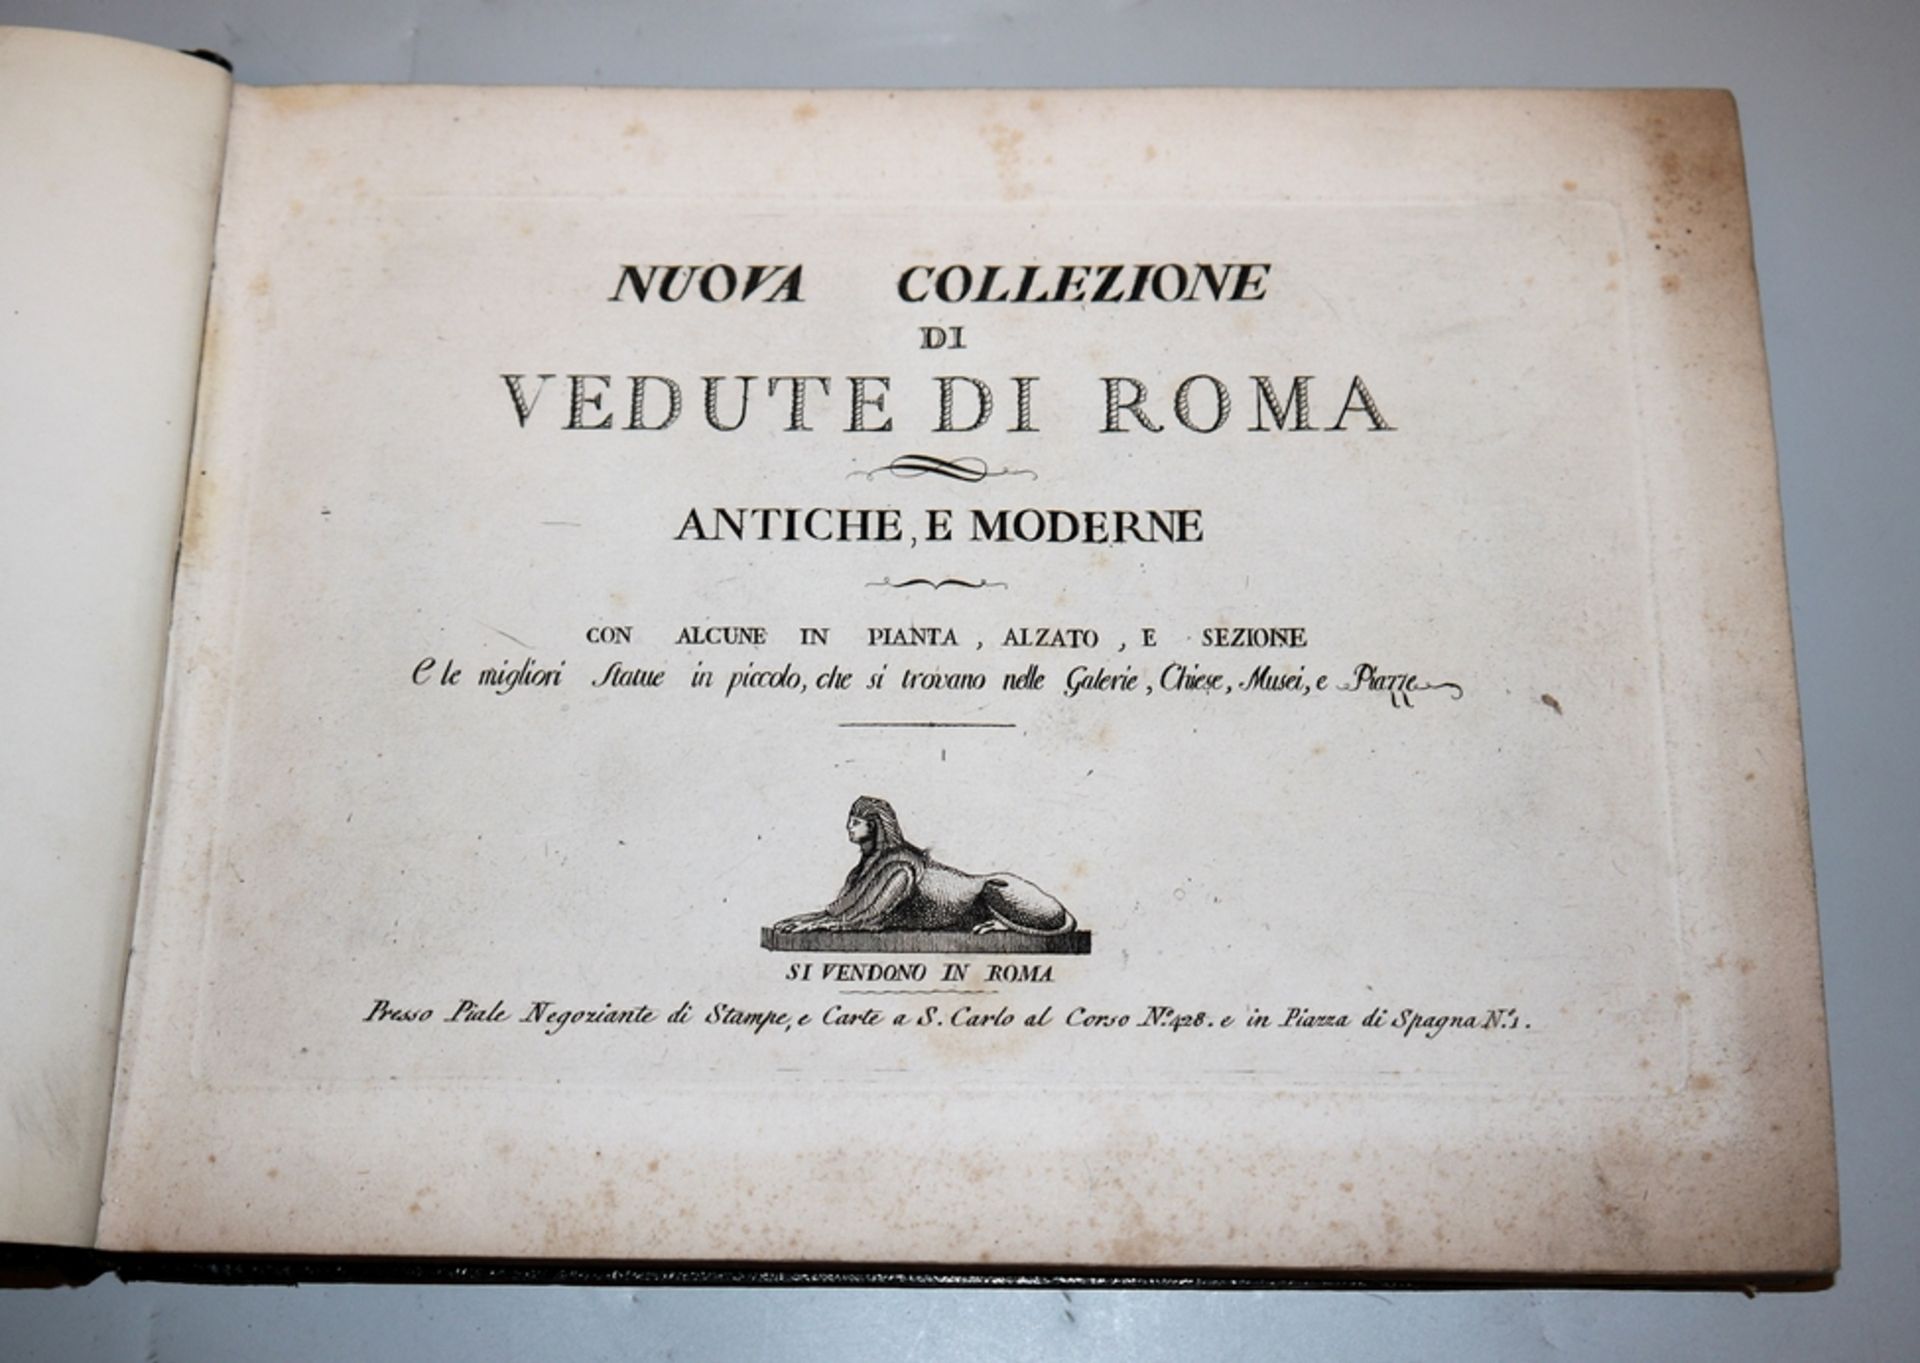 NUOVA COLLEZIONE
DI
VEDUTE DI ROMA
ANTICHE, E MODERNE
CON ALCUNE IN PIANTA, ALZATO, E SEZIONE
E le migliori Statue in piccolo, che si trovano nelle Galerie, Chiese, Musei, e Piazze
SI VENDONO IN ROMA
Presso Piale Negoziante di Stampe, e Carte a S. Carlo al Corso N.º 428. e in Piazza di Spagna N.º 1.